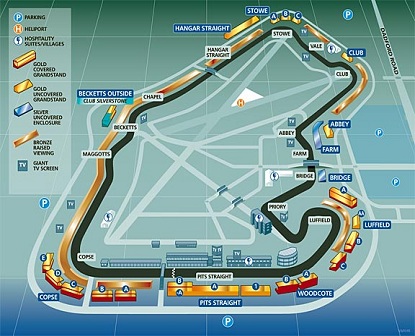 P PARKING
H HELIPORT
HOSPITALITY
SUITES/VILLAGES
GOLD
COVERED
GRANDSTAND
GOLD
UNCOVERED
GRANDSTAND
SILVER
UNCOVERED
ENCLOSURE
BRONZE
RAISED
VIEWING
TV
GIANT
TV SCREEN
STOWE
A B C
HANGAR STRAIGHT
HANGAR
STRAIGHT
STOWE
VALE
CLUB
CLUB
DADFORD ROAD
BECKETTS OUTSIDE
CLUB SILVERSTONE
CHAPEL
BECKETTS
MAGGOTTS
H
ABBEY
ABBEY
FARM
FARM
BRIDGE
BRIDGE
PRIORY
LUFFIELD
LUFFIELD
A
A
B
C
COPSE
COPSE
E
D
C
B
A
PITS STRAIGHT
PITS STRAIGHT
C
B
B
A
A
1
B
A
C
WOODCOTE
P
TV